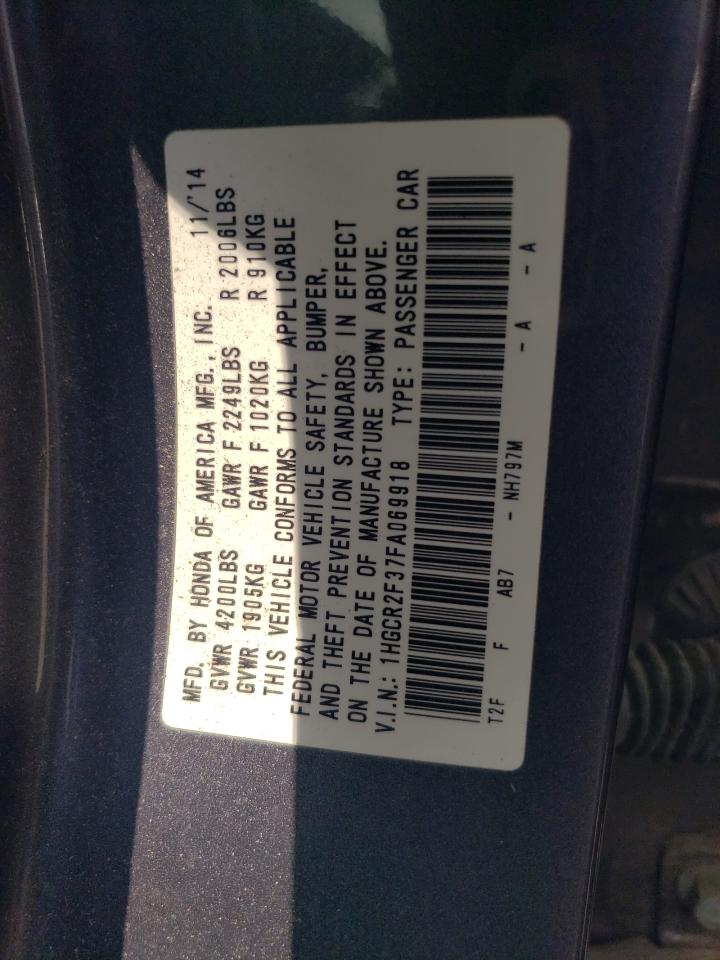 MFD. BY HONDA OF AMERICA MFG., INC. 11/'14
GVWR 4200LBS GAWR F 2249LBS R 2006LBS
GVWR 1905KG GAWR F 1020KG R 910KG
THIS VEHICLE CONFORMS TO ALL APPLICABLE
FEDERAL MOTOR VEHICLE SAFETY, BUMPER,
AND THEFT PREVENTION STANDARDS IN EFFECT
ON THE DATE OF MANUFACTURE SHOWN ABOVE.
V.I.N.: 1HGCR2F37FA069918 TYPE: PASSENGER CAR
T2F F AB7 - NH797M - A - A